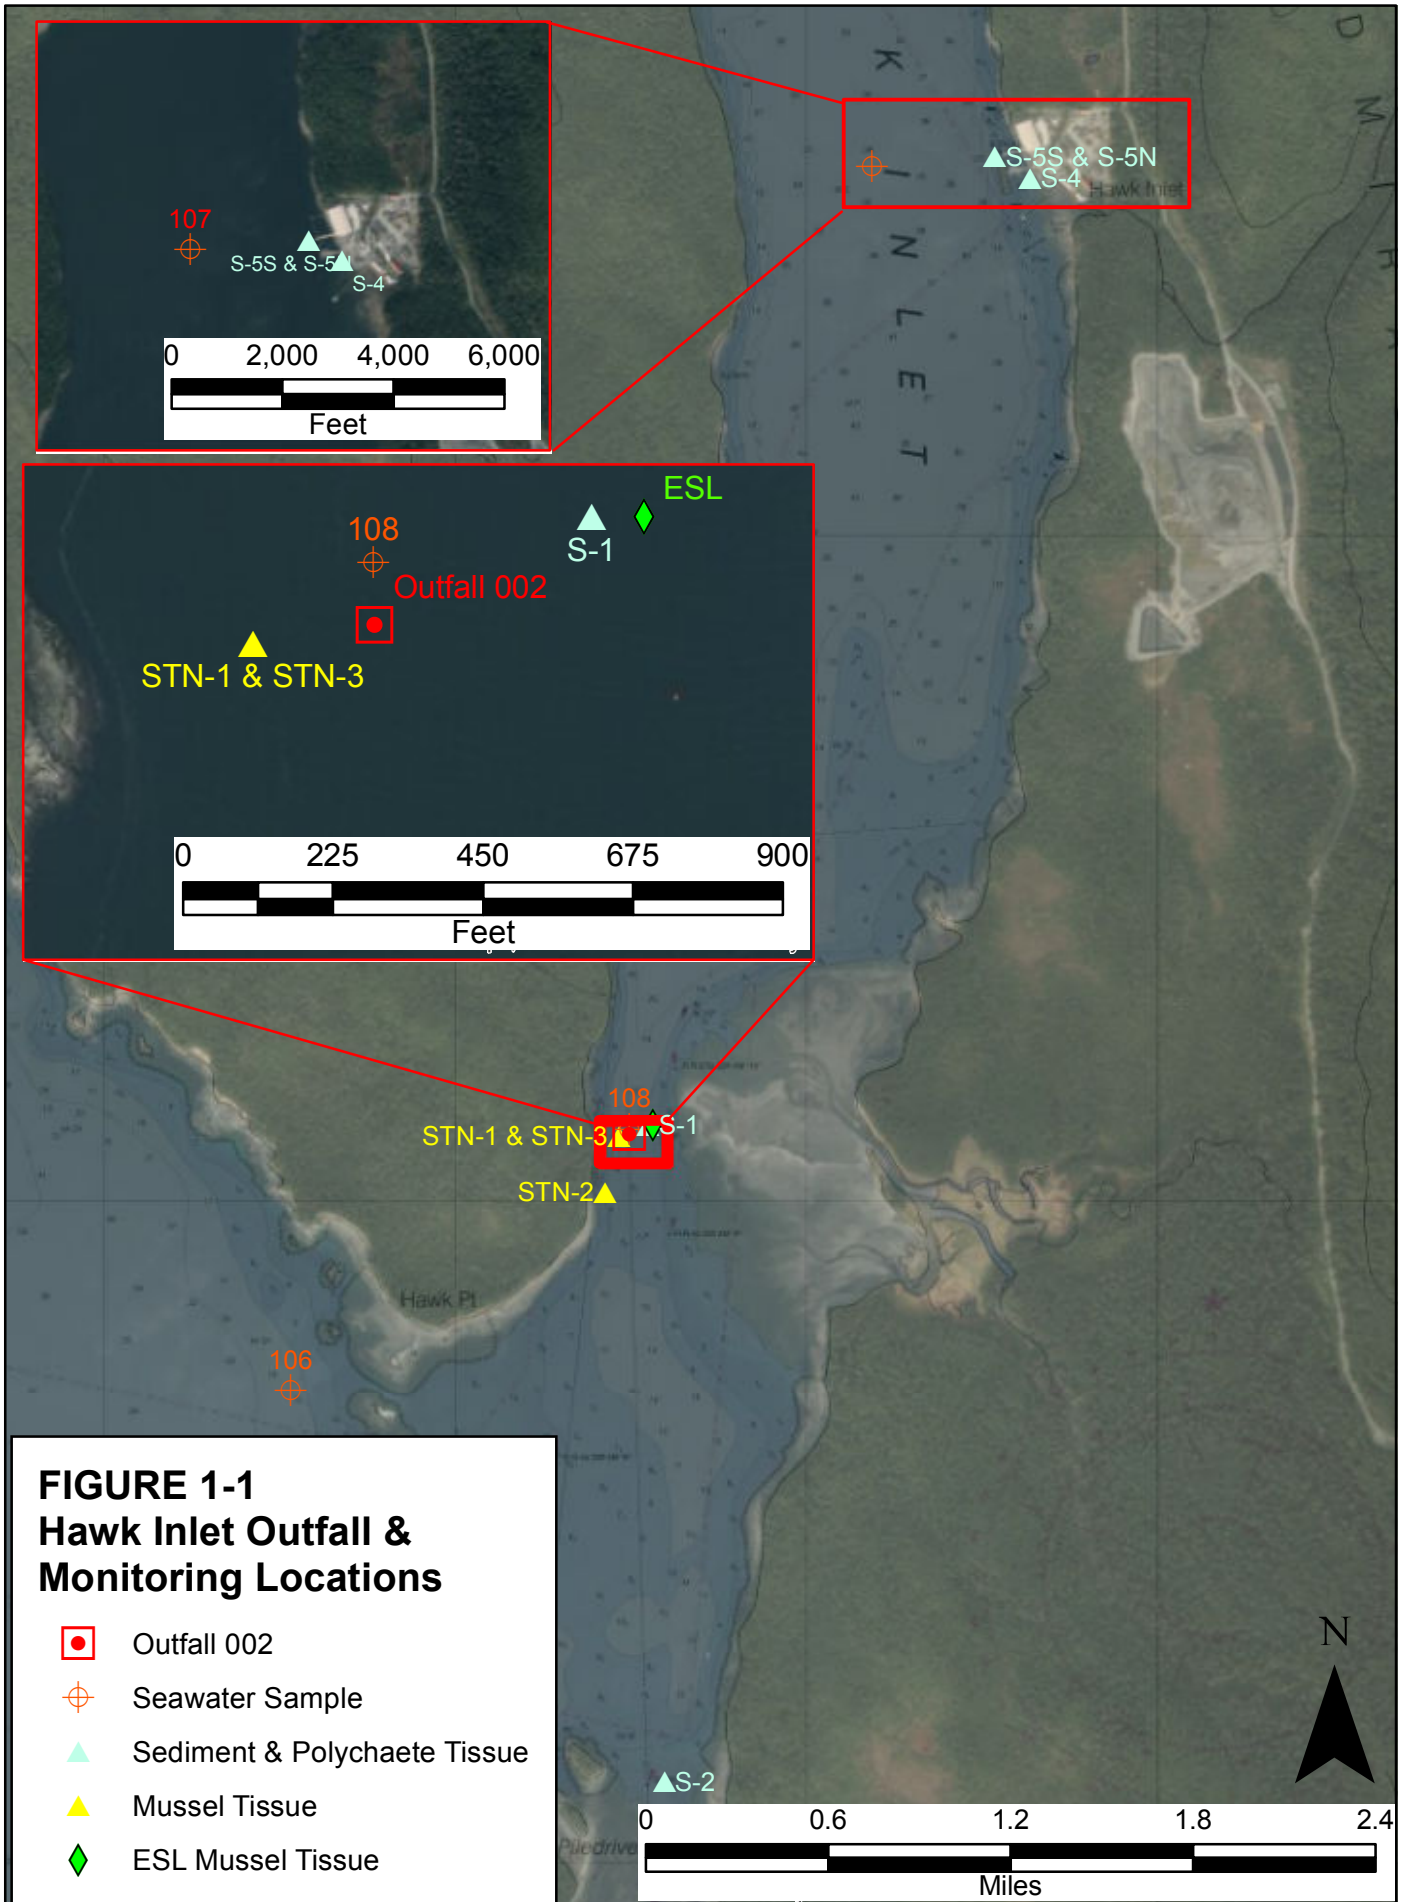 K
I
N
L
E
T
D
M
I
R
S-5S & S-5N
S-4
Hawk Inlet
107
S-5S & S-5N
S-4
0 2,000 4,000 6,000
Feet
ESL
108
S-1
Outfall 002
STN-1 & STN-3
0 225 450 675 900
Feet
108
STN-1 & STN-3
S-1
STN-2
Hawk Pt
106
FIGURE 1-1
Hawk Inlet Outfall &
Monitoring Locations
Outfall 002
Seawater Sample
Sediment & Polychaete Tissue
Mussel Tissue
ESL Mussel Tissue
N
S-2
0 0.6 1.2 1.8 2.4
Miles